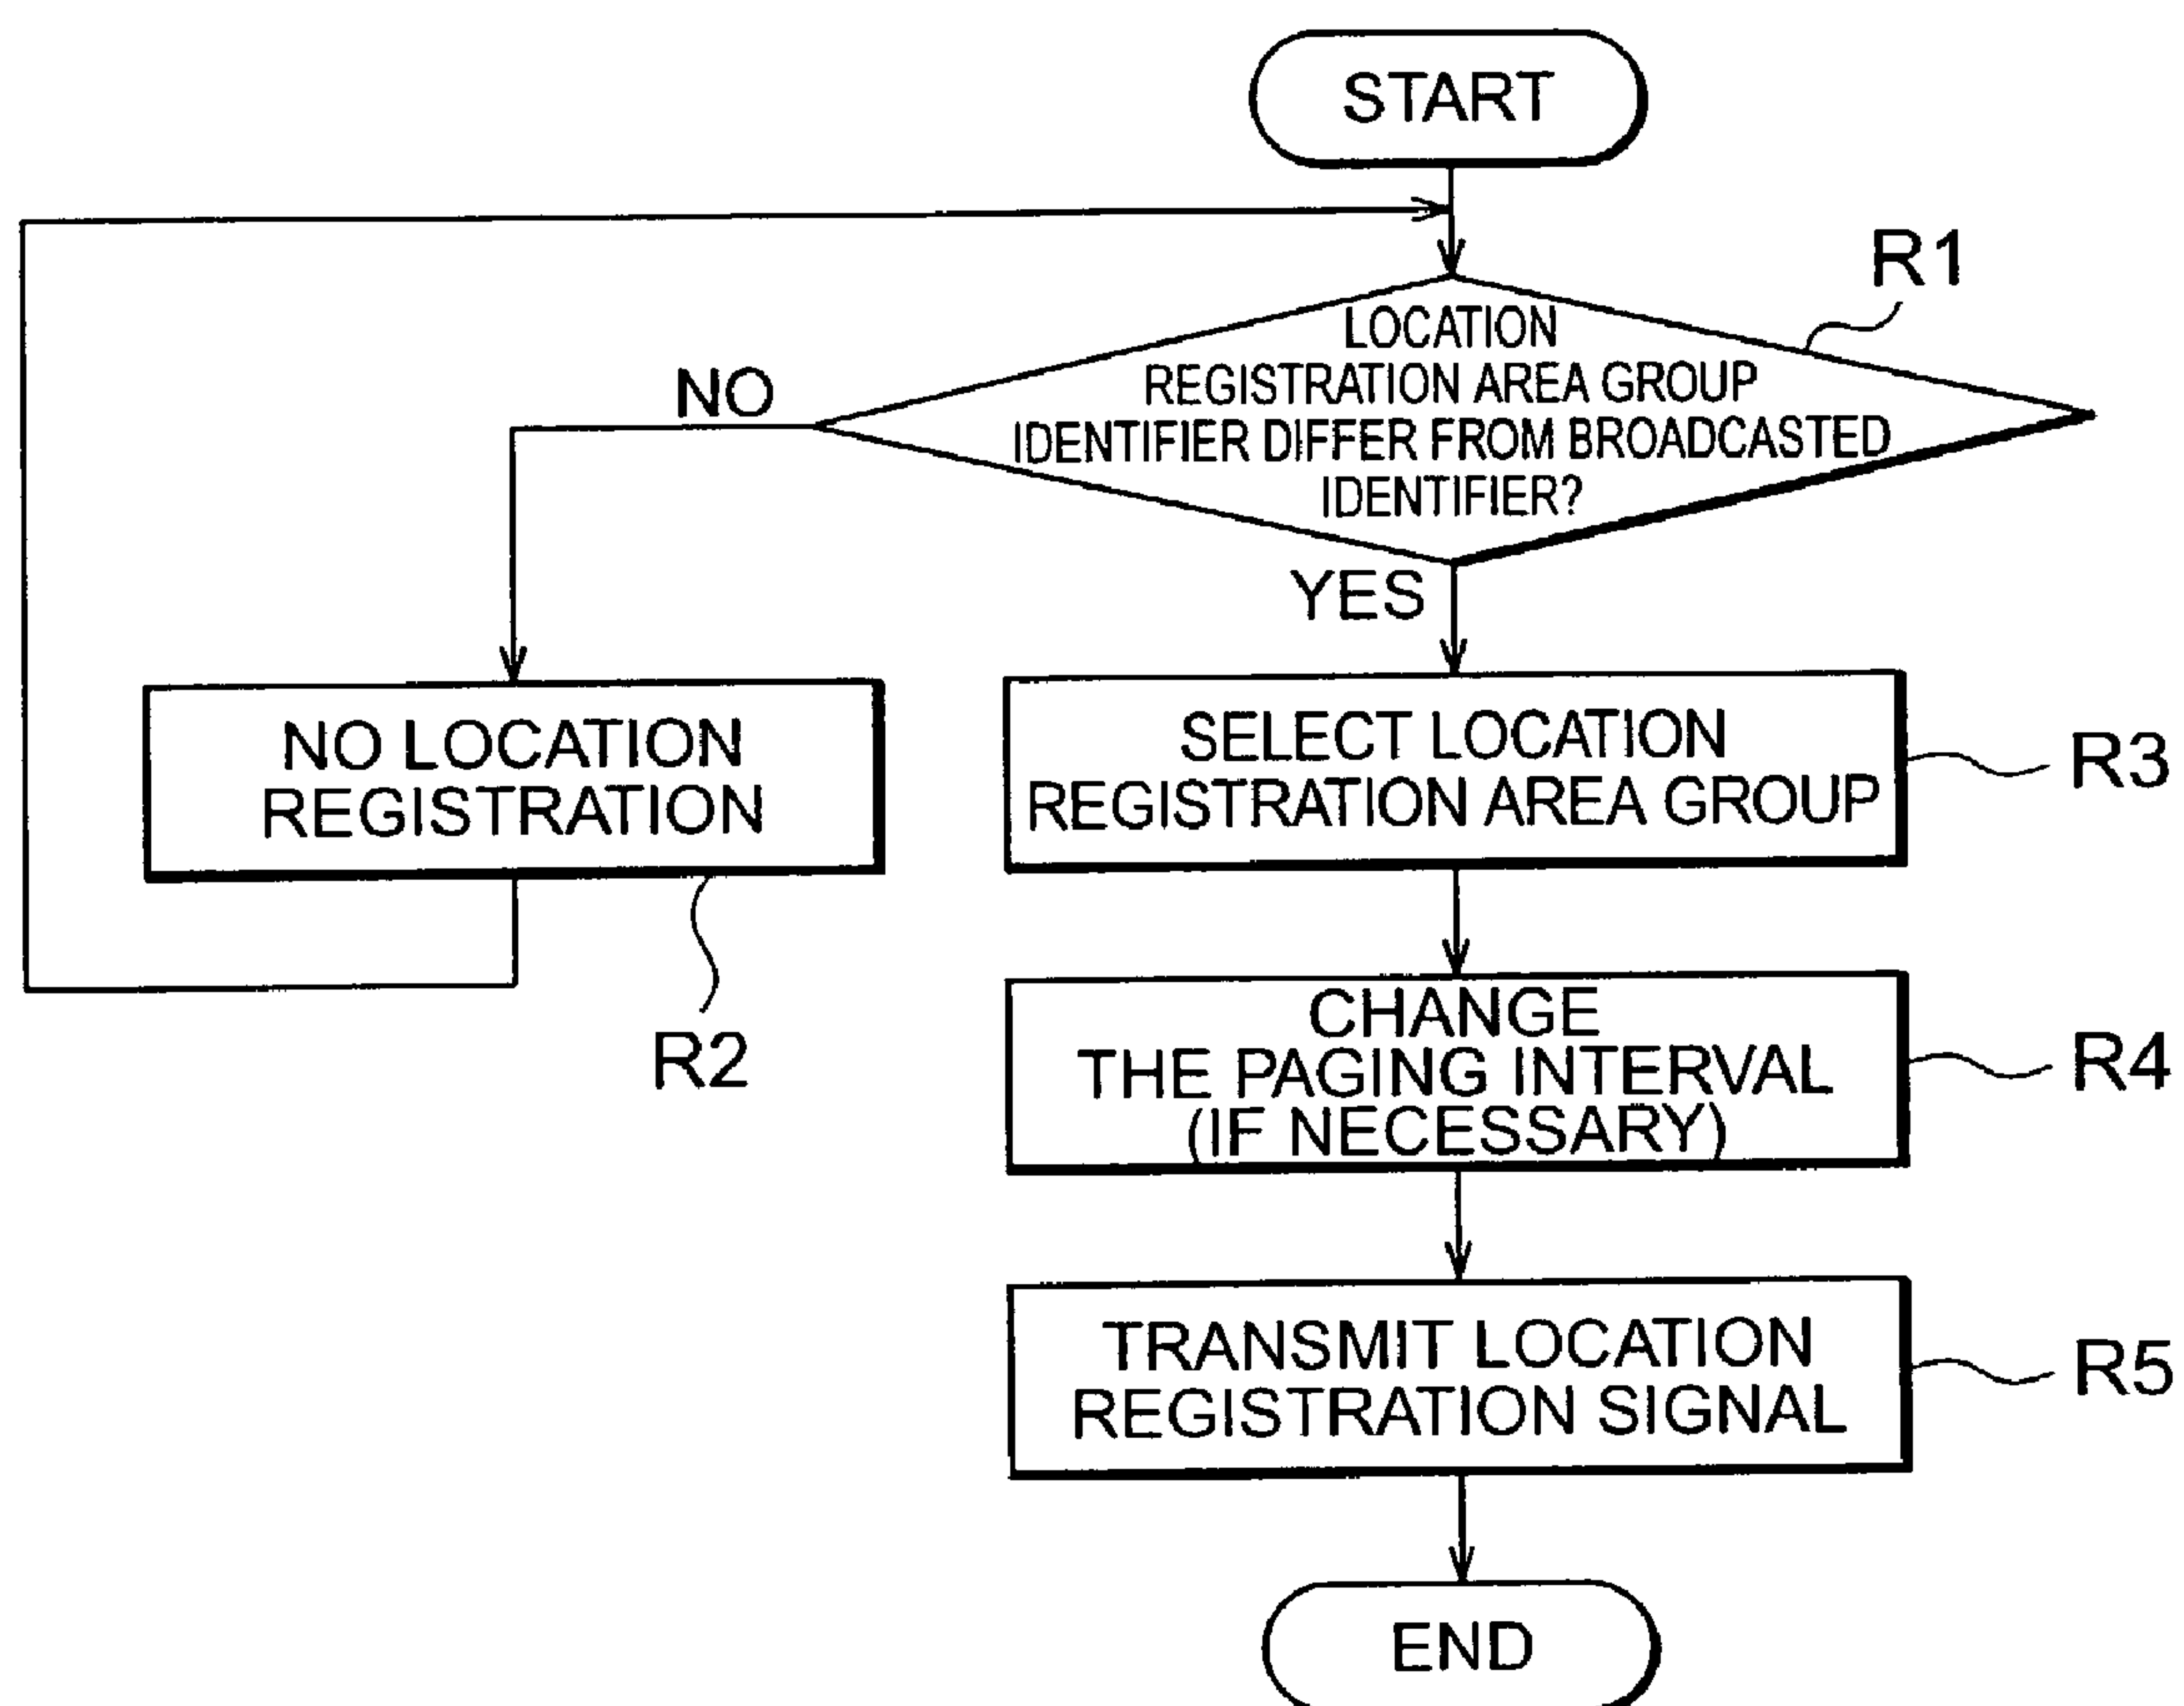 START
R1
LOCATION
REGISTRATION AREA GROUP
IDENTIFIER DIFFER FROM BROADCASTED
IDENTIFIER?
NO
YES
NO LOCATION
REGISTRATION
R2
SELECT LOCATION
REGISTRATION AREA GROUP
R3
CHANGE
THE PAGING INTERVAL
(IF NECESSARY)
R4
TRANSMIT LOCATION
REGISTRATION SIGNAL
R5
END